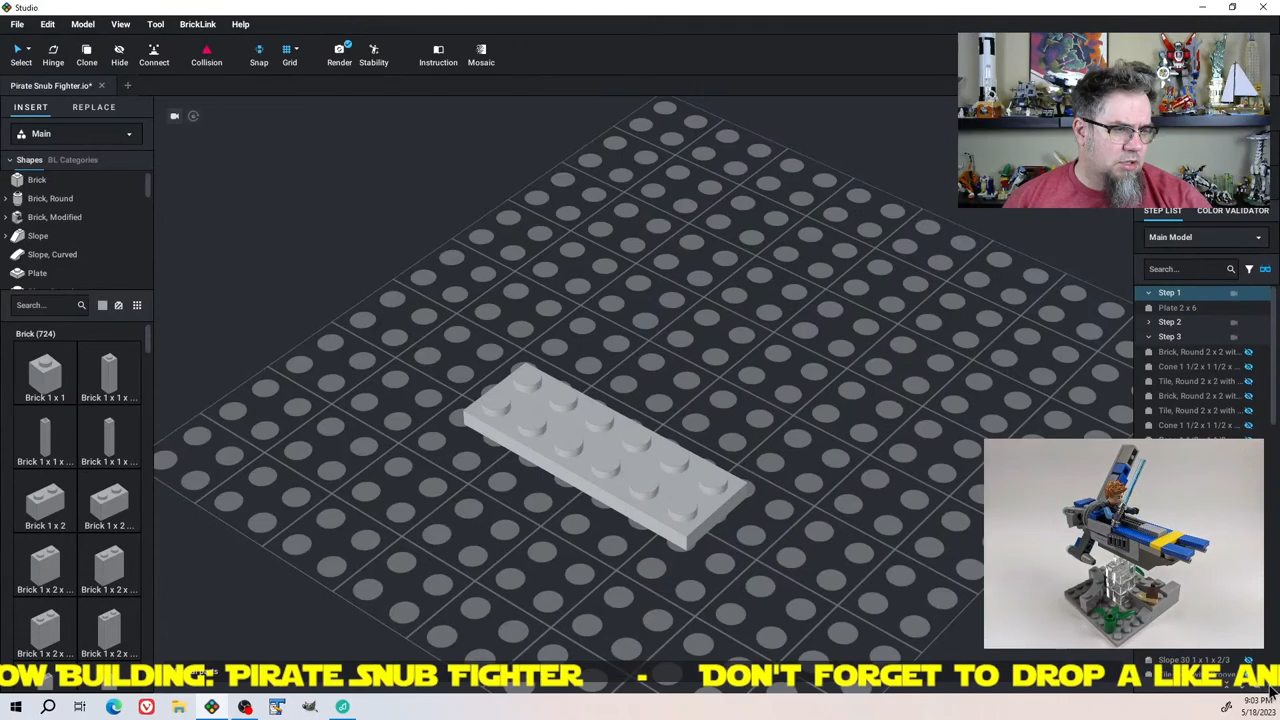 Studio
File Edit Model View Tool BrickLink Help
Select Hinge Clone Hide Connect Collision Snap Grid Render Stability Instruction Mosaic
Pirate Snub Fighter.io*
INSERT REPLACE
Main
Shapes BL Categories
Brick
Brick, Round
Brick, Modified
Slope
Slope, Curved
Plate
Search...
Brick (724)
Brick 1 x 1 Brick 1 x 1 x ...
Brick 1 x 1 x ... Brick 1 x 1 x ...
Brick 1 x 2 Brick 1 x 2 ...
Brick 1 x 2 x ... Brick 1 x 2 x ...
Brick 1 x 2 x ... Brick 1 x 2 x ...
STEP LIST COLOR VALIDATOR
Main Model
Search...
Step 1
Plate 2 x 6
Step 2
Step 3
Brick, Round 2 x 2 wit...
Cone 1 1/2 x 1 1/2 x ...
Tile, Round 2 x 2 with ...
Brick, Round 2 x 2 wit...
Tile, Round 2 x 2 with ...
Cone 1 1/2 x 1 1/2 x ...
Slope 30 1 x 1 x 2/3
OW BUILDING: PIRATE SNUB FIGHTER - DON'T FORGET TO DROP A LIKE AN
9:03 PM
5/18/2023